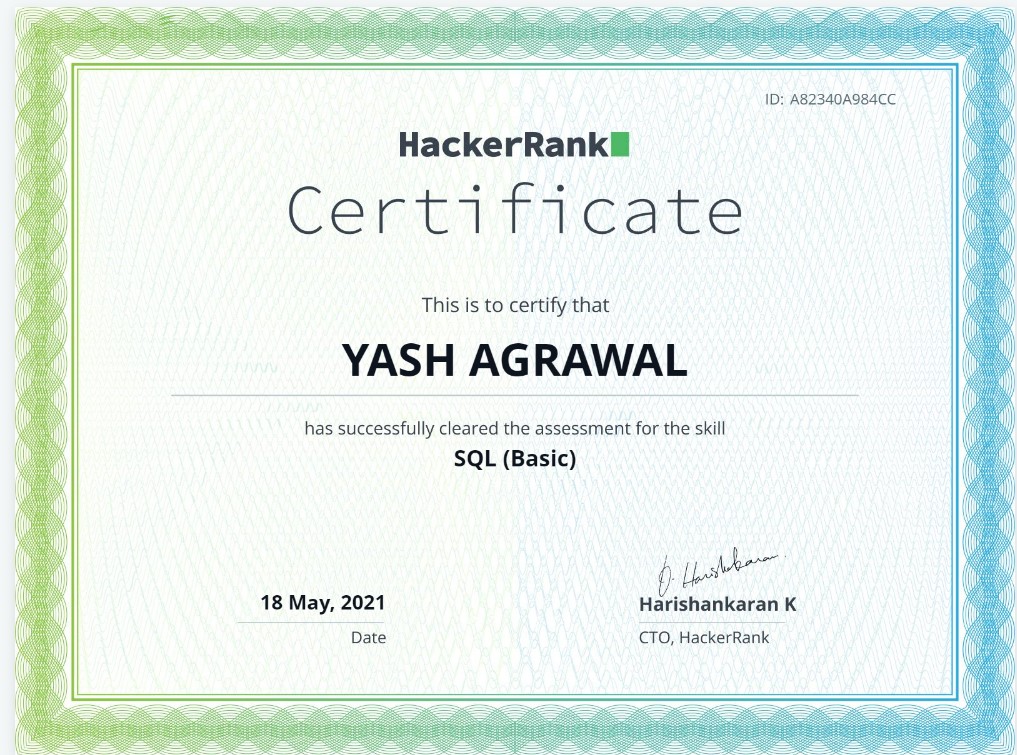 ID: A82340A984CC
HackerRank
Certificate
This is to certify that
YASH AGRAWAL
has successfully cleared the assessment for the skill
SQL (Basic)
18 May, 2021
Date
Harishankaran K
CTO, HackerRank